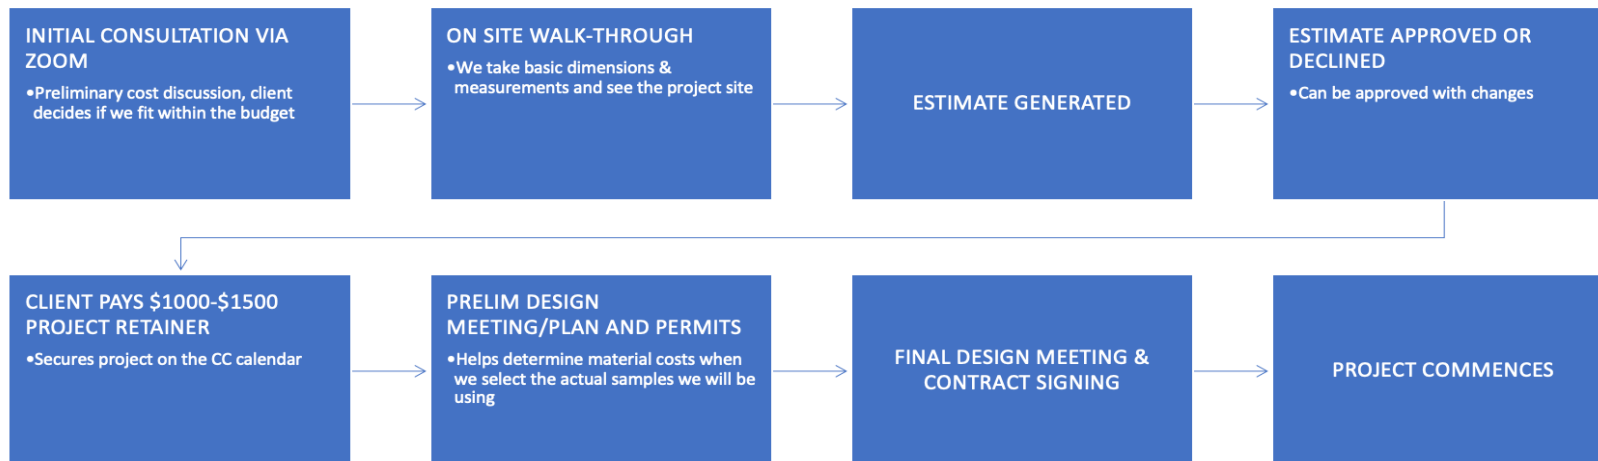 INITIAL CONSULTATION VIA
ZOOM
•Preliminary cost discussion, client
decides if we fit within the budget
ON SITE WALK-THROUGH
•We take basic dimensions &
measurements and see the project site
ESTIMATE GENERATED
ESTIMATE APPROVED OR
DECLINED
•Can be approved with changes
CLIENT PAYS $1000-$1500
PROJECT RETAINER
•Secures project on the CC calendar
PRELIM DESIGN
MEETING/PLAN AND PERMITS
•Helps determine material costs when
we select the actual samples we will be
using
FINAL DESIGN MEETING &
CONTRACT SIGNING
PROJECT COMMENCES